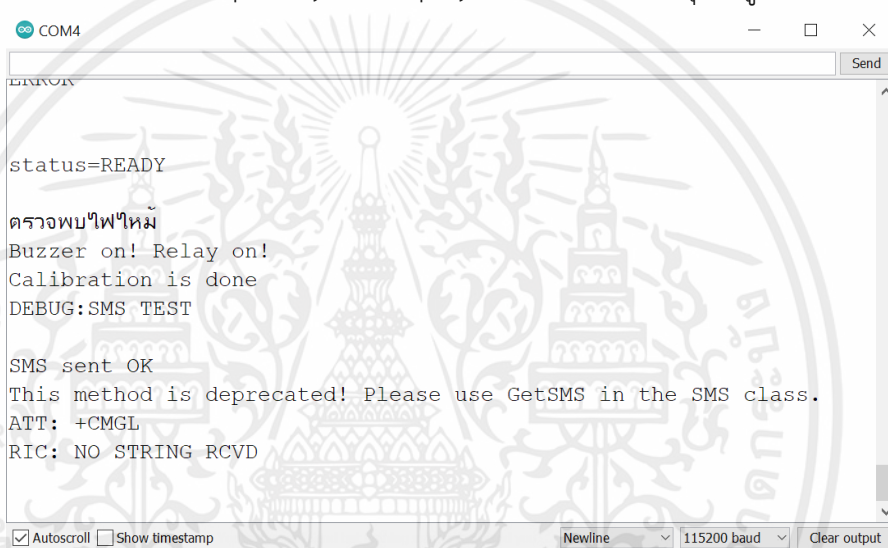 COM4
Send
ERROR
status=READY
ตรวจพบไฟไหม้
Buzzer on! Relay on!
Calibration is done
DEBUG:SMS TEST
SMS sent OK
This method is deprecated! Please use GetSMS in the SMS class.
ATT: +CMGL
RIC: NO STRING RCVD
Autoscroll Show timestamp Newline 115200 baud Clear output